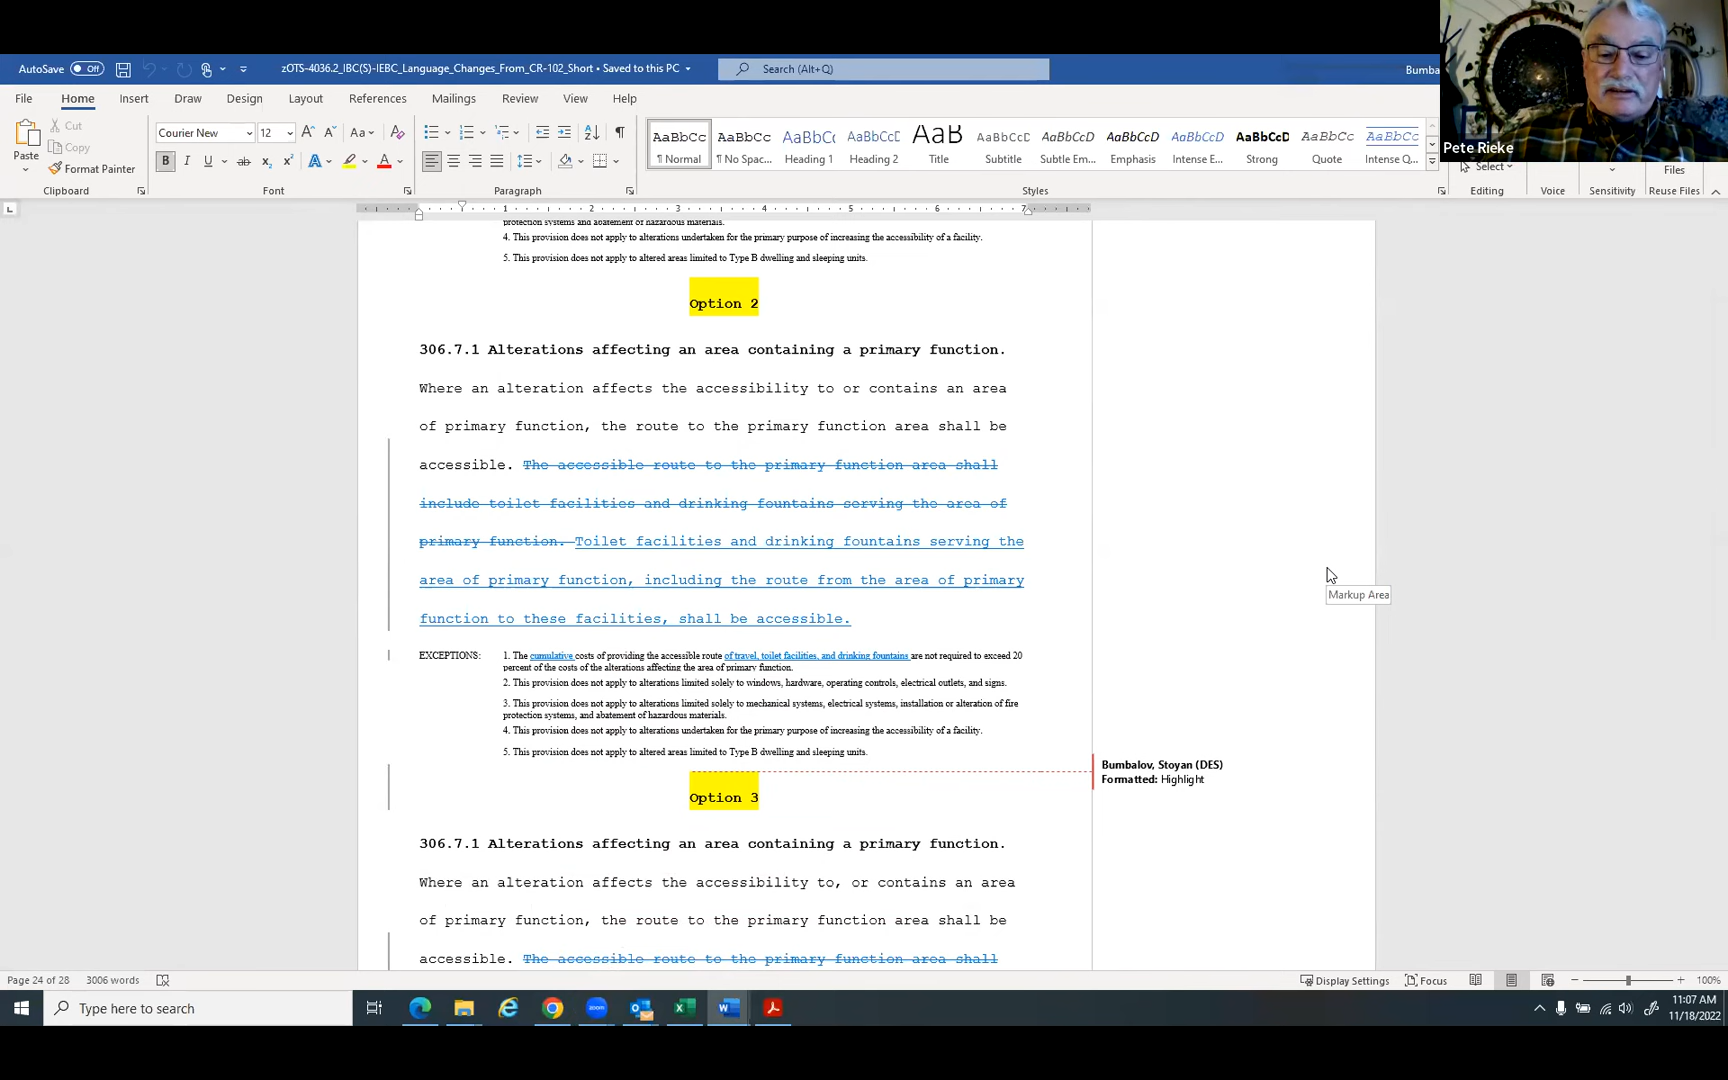 AutoSave Off
zOTS-4036.2_IBC(S)-IEBC_Language_Changes_From_CR-102_Short • Saved to this PC
Search (Alt+Q)
Bumba
File Home Insert Draw Design Layout References Mailings Review View Help
Pete Rieke
Paste
Cut
Copy
Format Painter
Courier New 12
Aa
AaBbCc AaBbCc AaBbC AaBbCcD AaB AaBbCcD AaBbCcD AaBbCcD AaBbCcD AaBbCcD AaBbCcD AaBbCcD
¶ Normal ¶ No Spac... Heading 1 Heading 2 Title Subtitle Subtle Em... Emphasis Intense E... Strong Quote Intense Q...
Select
Files
Clipboard Font Paragraph Styles Editing Voice Sensitivity Reuse Files
1 2 3 4 5 6 7
protection systems and abatement of hazardous materials.
4. This provision does not apply to alterations undertaken for the primary purpose of increasing the accessibility of a facility.
5. This provision does not apply to altered areas limited to Type B dwelling and sleeping units.
Option 2
306.7.1 Alterations affecting an area containing a primary function.
Where an alteration affects the accessibility to or contains an area
of primary function, the route to the primary function area shall be
accessible. The accessible route to the primary function area shall
include toilet facilities and drinking fountains serving the area of
primary function. Toilet facilities and drinking fountains serving the
area of primary function, including the route from the area of primary
function to these facilities, shall be accessible.
EXCEPTIONS: 1. The cumulative costs of providing the accessible route of travel, toilet facilities, and drinking fountains are not required to exceed 20
percent of the costs of the alterations affecting the area of primary function.
2. This provision does not apply to alterations limited solely to windows, hardware, operating controls, electrical outlets, and signs.
3. This provision does not apply to alterations limited solely to mechanical systems, electrical systems, installation or alteration of fire
protection systems, and abatement of hazardous materials.
4. This provision does not apply to alterations undertaken for the primary purpose of increasing the accessibility of a facility.
5. This provision does not apply to altered areas limited to Type B dwelling and sleeping units.
Bumbalov, Stoyan (DES)
Formatted: Highlight
Option 3
306.7.1 Alterations affecting an area containing a primary function.
Where an alteration affects the accessibility to, or contains an area
of primary function, the route to the primary function area shall be
accessible. The accessible route to the primary function area shall
Markup Area
Page 24 of 28 3006 words Display Settings Focus 100%
Type here to search
11:07 AM
11/18/2022